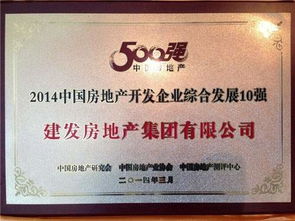 500强
中国房地产
2014中国房地产开发企业综合发展10强
建发房地产集团有限公司
中国房地产研究会 中国房地产业协会 中国房地产测评中心
二〇一四年三月